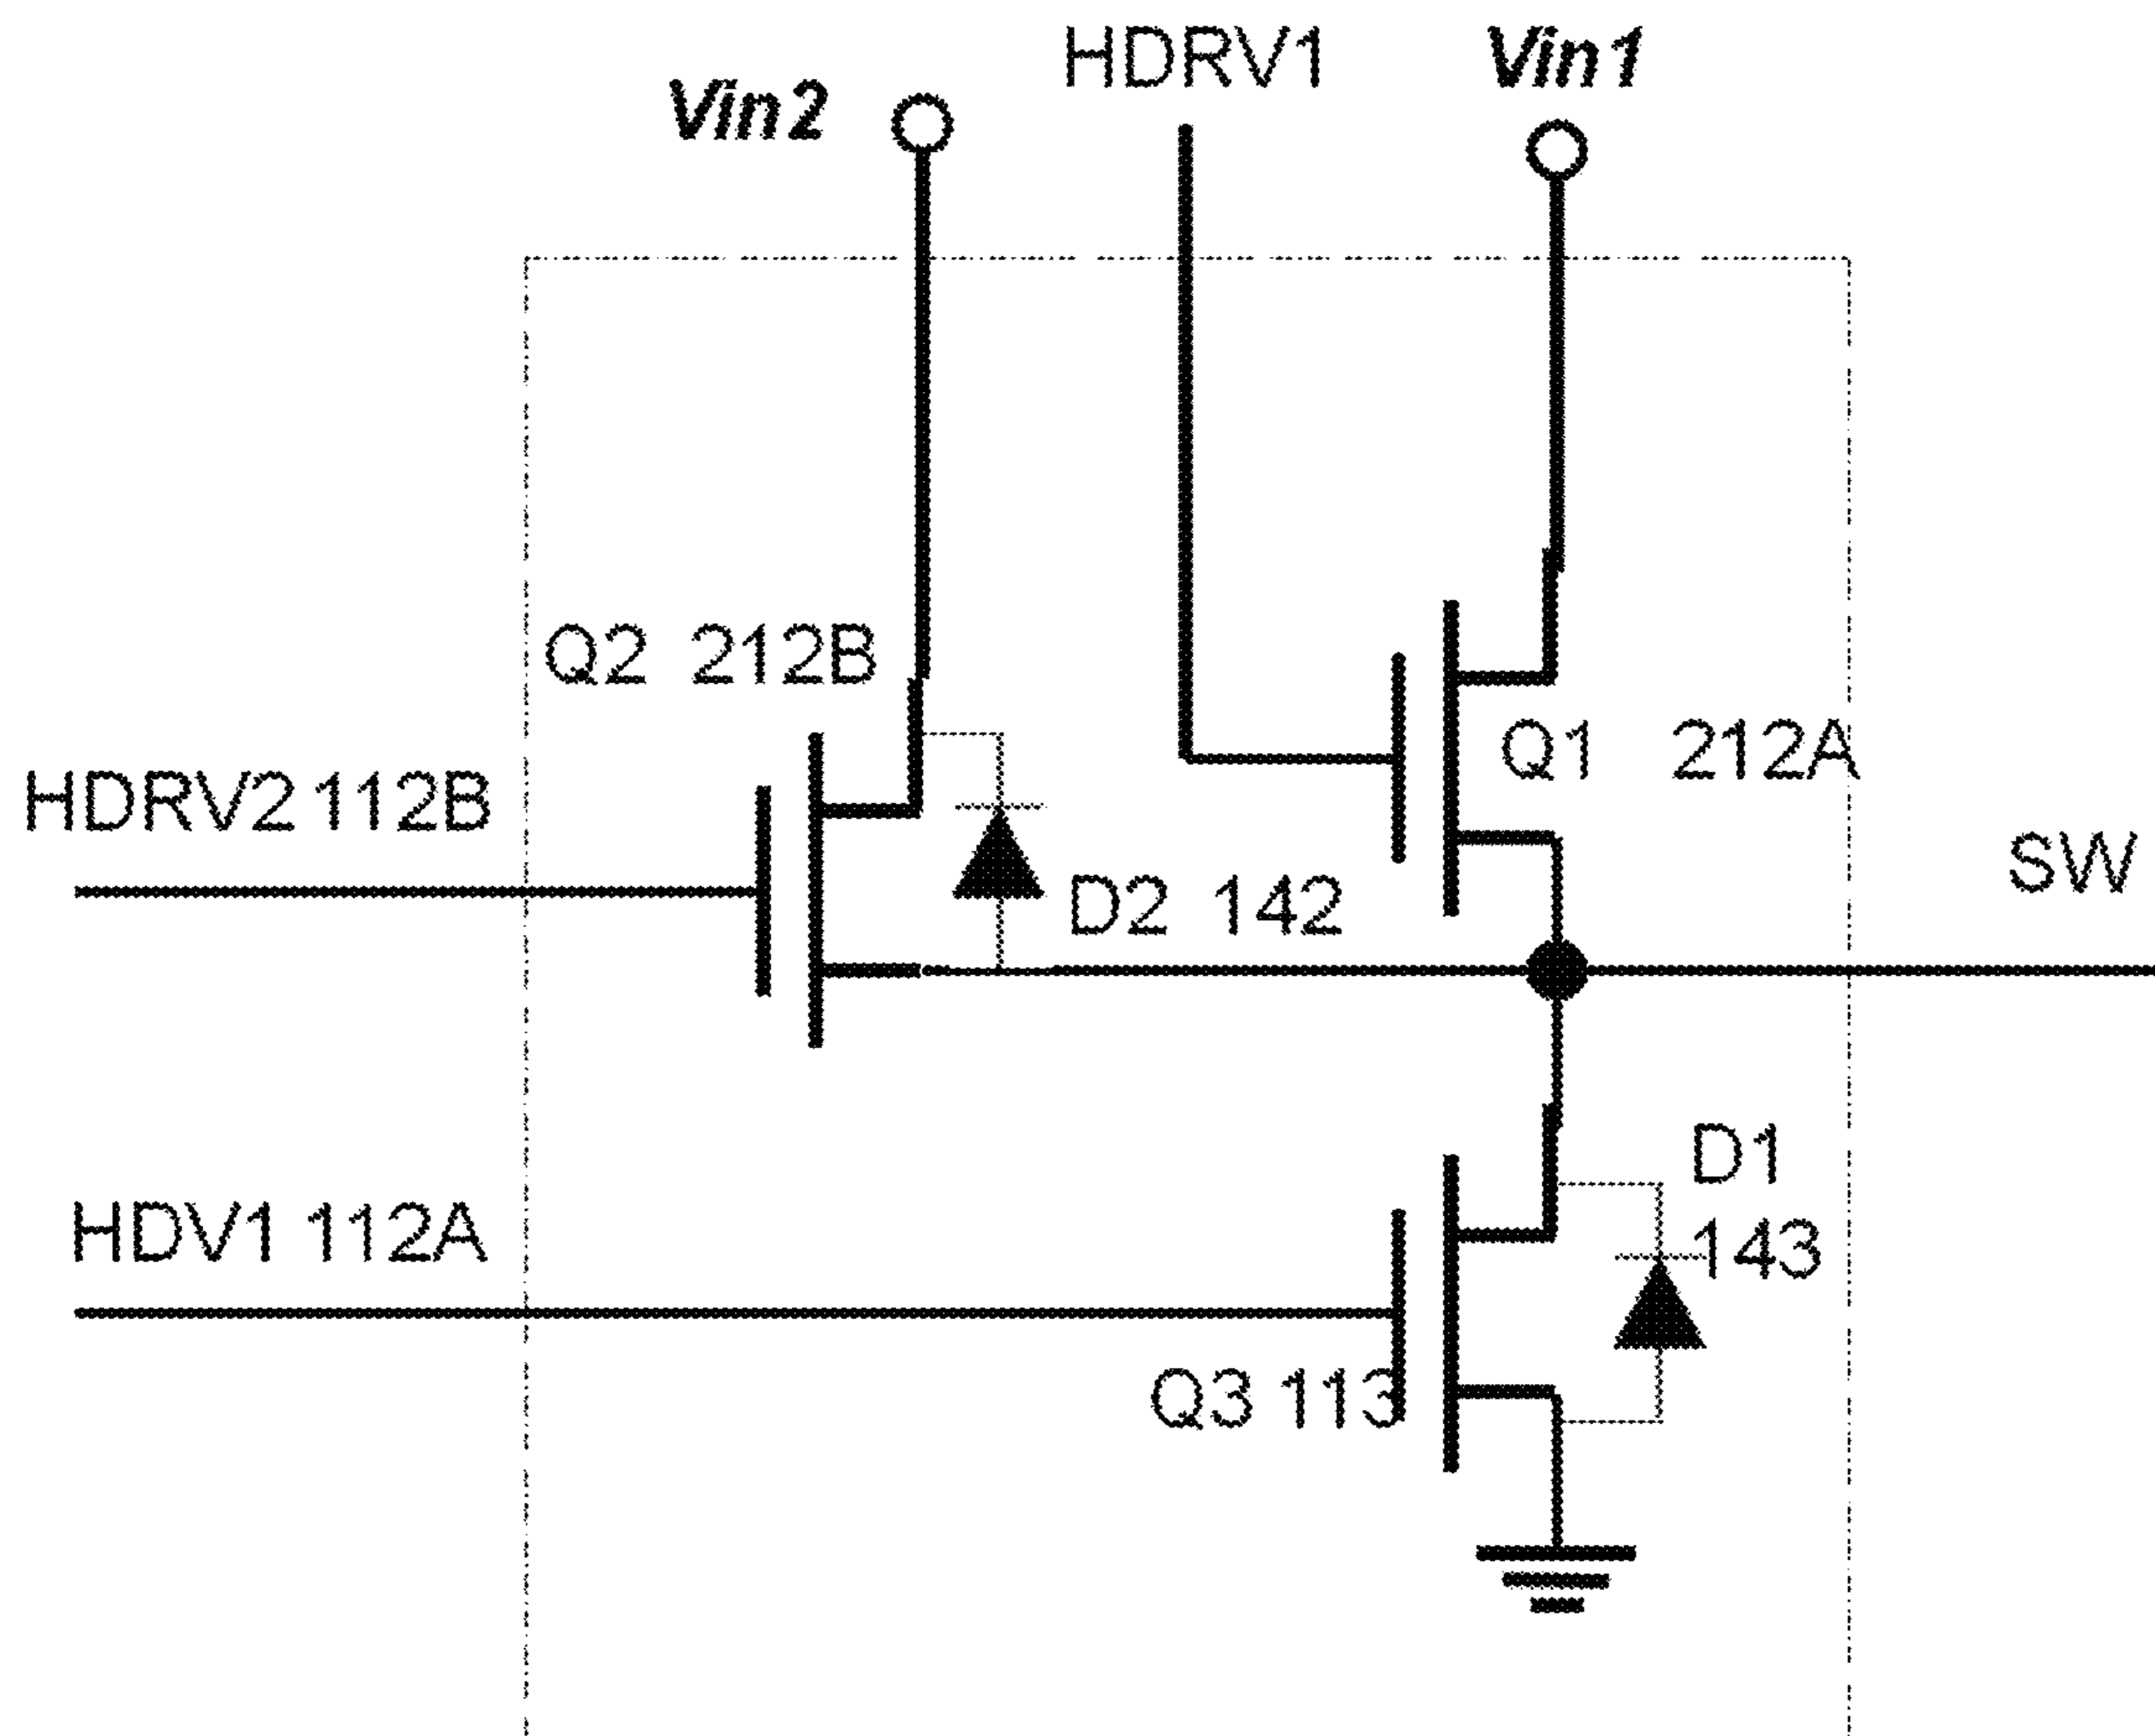 HDRV1
Vin1
Vin2
Q2 212B
Q1 212A
HDRV2 112B
SW
D2 142
D1
143
HDV1 112A
Q3 113